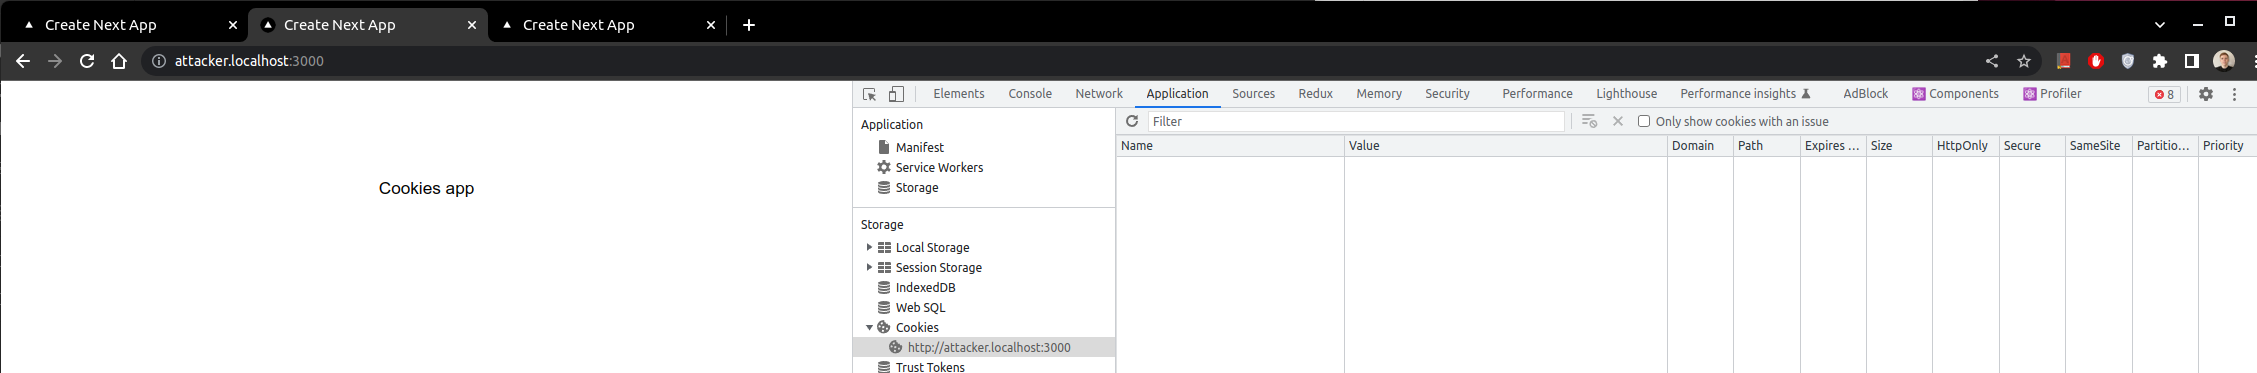 Create Next App
Create Next App
Create Next App
attacker.localhost:3000
Elements Console Network Application Sources Redux Memory Security Performance Lighthouse Performance insights AdBlock Components Profiler 8
Application
Filter
Only show cookies with an issue
Name Value Domain Path Expires ... Size HttpOnly Secure SameSite Partitio... Priority
Manifest
Service Workers
Storage
Cookies app
Storage
Local Storage
Session Storage
IndexedDB
Web SQL
Cookies
http://attacker.localhost:3000
Trust Tokens